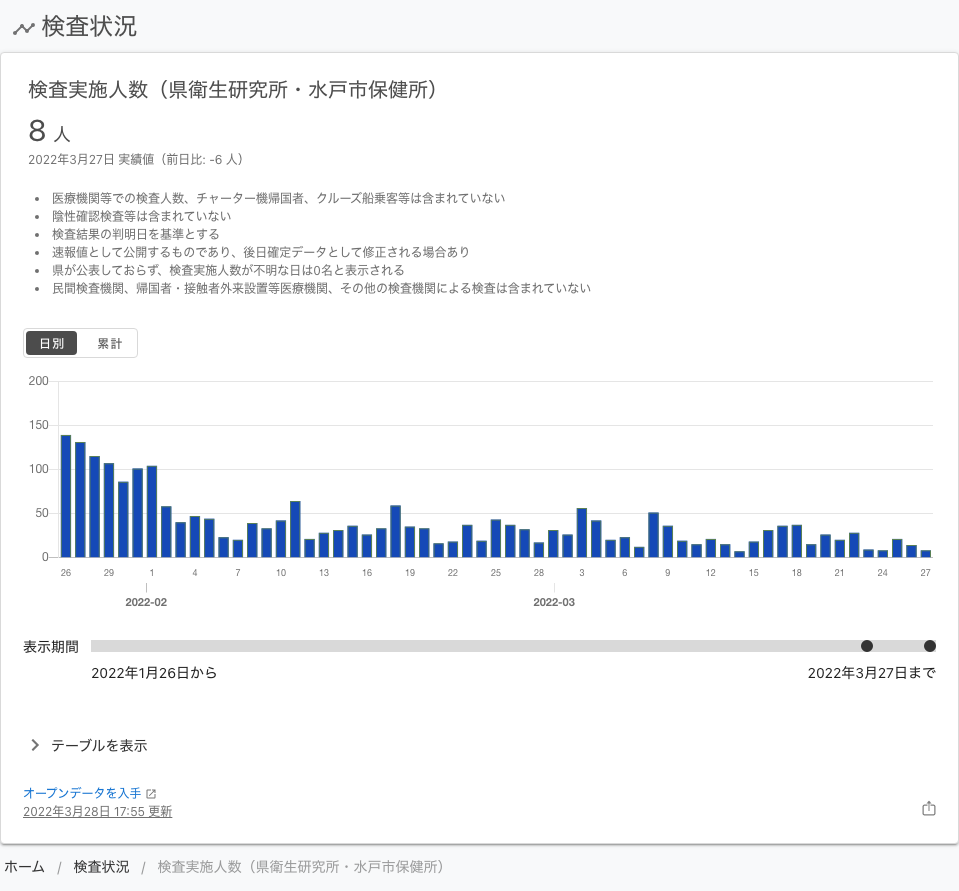 検査状況
検査実施人数（県衛生研究所・水戸市保健所）
8 人
2022年3月27日 実績値（前日比: -6 人）
• 医療機関等での検査人数、チャーター機帰国者、クルーズ船乗客等は含まれていない
• 陰性確認検査等は含まれていない
• 検査結果の判明日を基準とする
• 速報値として公開するものであり、後日確定データとして修正される場合あり
• 県が公表しておらず、検査実施人数が不明な日は0名と表示される
• 民間検査機関、帰国者・接触者外来設置等医療機関、その他の検査機関による検査は含まれていない
日別 累計
200
150
100
50
0
26 29 1 4 7 10 13 16 19 22 25 28 3 6 9 12 15 18 21 24 27
2022-02 2022-03
表示期間
2022年1月26日から 2022年3月27日まで
テーブルを表示
オープンデータを入手
2022年3月28日 17:55 更新
ホーム / 検査状況 / 検査実施人数（県衛生研究所・水戸市保健所）